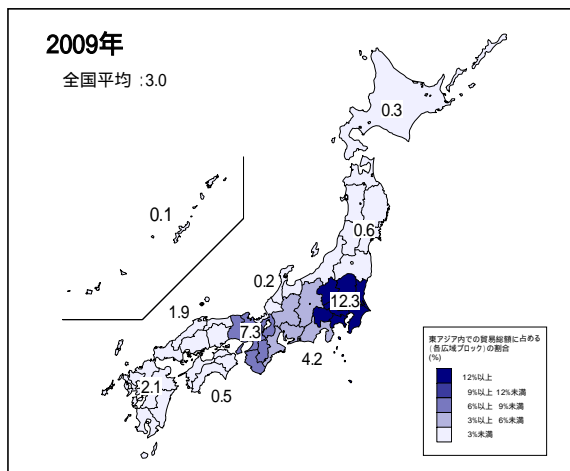 2009年
全国平均 :3.0
0.3
0.1
0.6
0.2
12.3
1.9
7.3
4.2
2.1
0.5
東アジア内での貿易総額に占める
(各広域ブロック)の割合
(%)
12%以上
9%以上 12%未満
6%以上 9%未満
3%以上 6%未満
3%未満